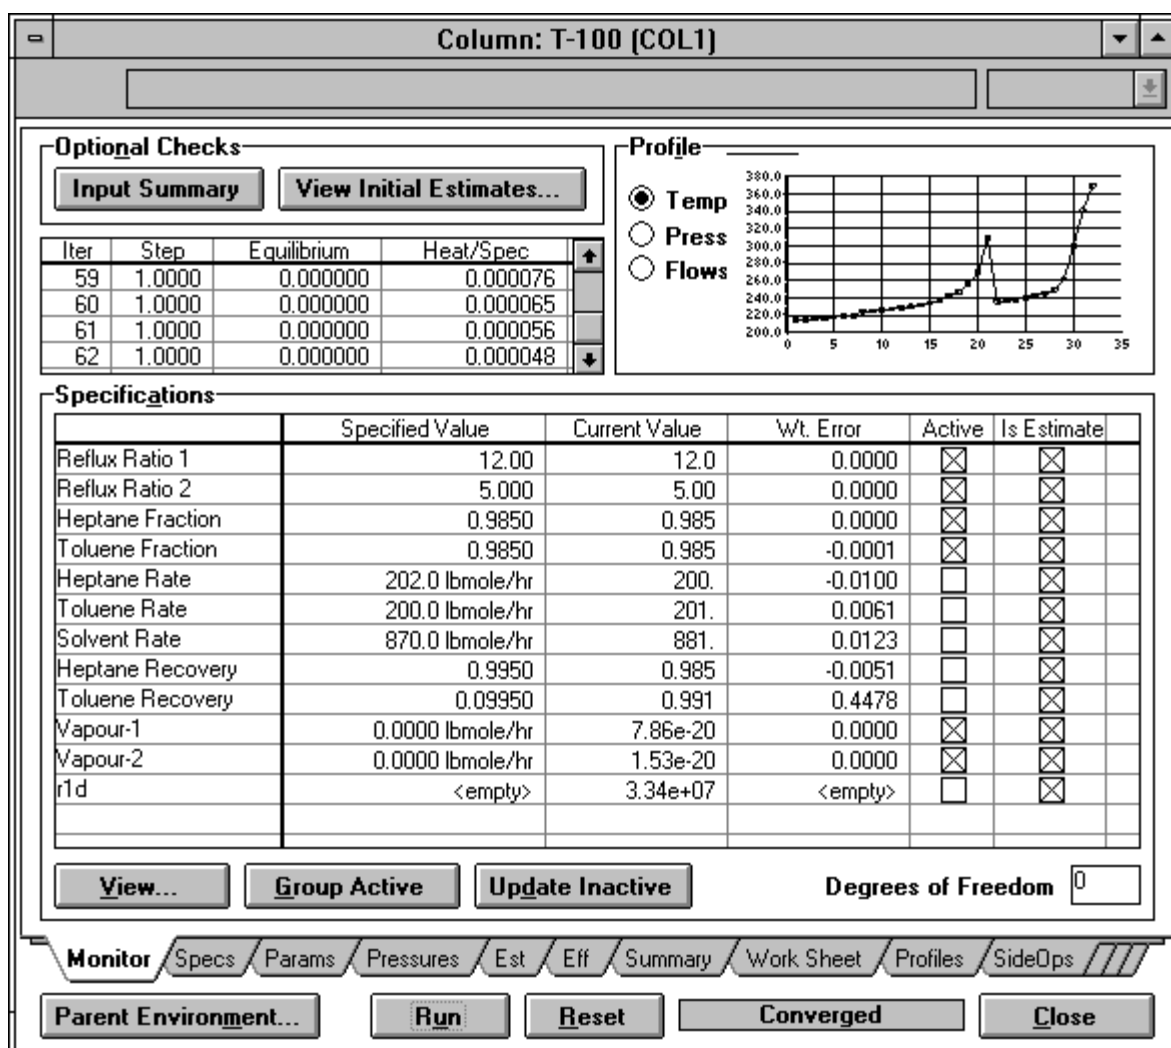 Column: T-100 (COL1)
Optional Checks
Input Summary View Initial Estimates...
Profile
Temp
Press
Flows
380.0
360.0
340.0
320.0
300.0
280.0
260.0
240.0
220.0
200.0
0 5 10 15 20 25 30 35
Iter Step Equilibrium Heat/Spec
59 1.0000 0.000000 0.000076
60 1.0000 0.000000 0.000065
61 1.0000 0.000000 0.000056
62 1.0000 0.000000 0.000048
Specifications
Specified Value Current Value Wt. Error Active Is Estimate
Reflux Ratio 1 12.00 12.0 0.0000
Reflux Ratio 2 5.000 5.00 0.0000
Heptane Fraction 0.9850 0.985 0.0000
Toluene Fraction 0.9850 0.985 -0.0001
Heptane Rate 202.0 lbmole/hr 200. -0.0100
Toluene Rate 200.0 lbmole/hr 201. 0.0061
Solvent Rate 870.0 lbmole/hr 881. 0.0123
Heptane Recovery 0.9950 0.985 -0.0051
Toluene Recovery 0.09950 0.991 0.4478
Vapour-1 0.0000 lbmole/hr 7.86e-20 0.0000
Vapour-2 0.0000 lbmole/hr 1.53e-20 0.0000
r1d <empty> 3.34e+07 <empty>
View... Group Active Update Inactive Degrees of Freedom 0
Monitor Specs Params Pressures Est Eff Summary Work Sheet Profiles SideOps
Parent Environment... Run Reset Converged Close